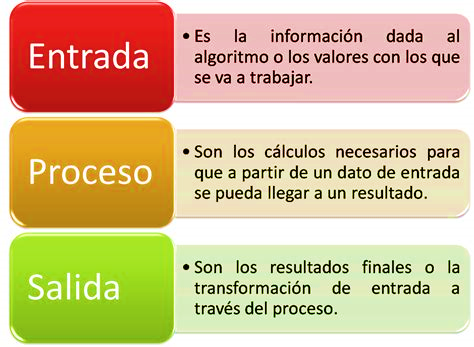 Entrada
• Es la información dada al
algoritmo o los valores con los que
se va a trabajar.
Proceso
• Son los cálculos necesarios para
que a partir de un dato de entrada
se pueda llegar a un resultado.
Salida
• Son los resultados finales o la
transformación de entrada a
través del proceso.